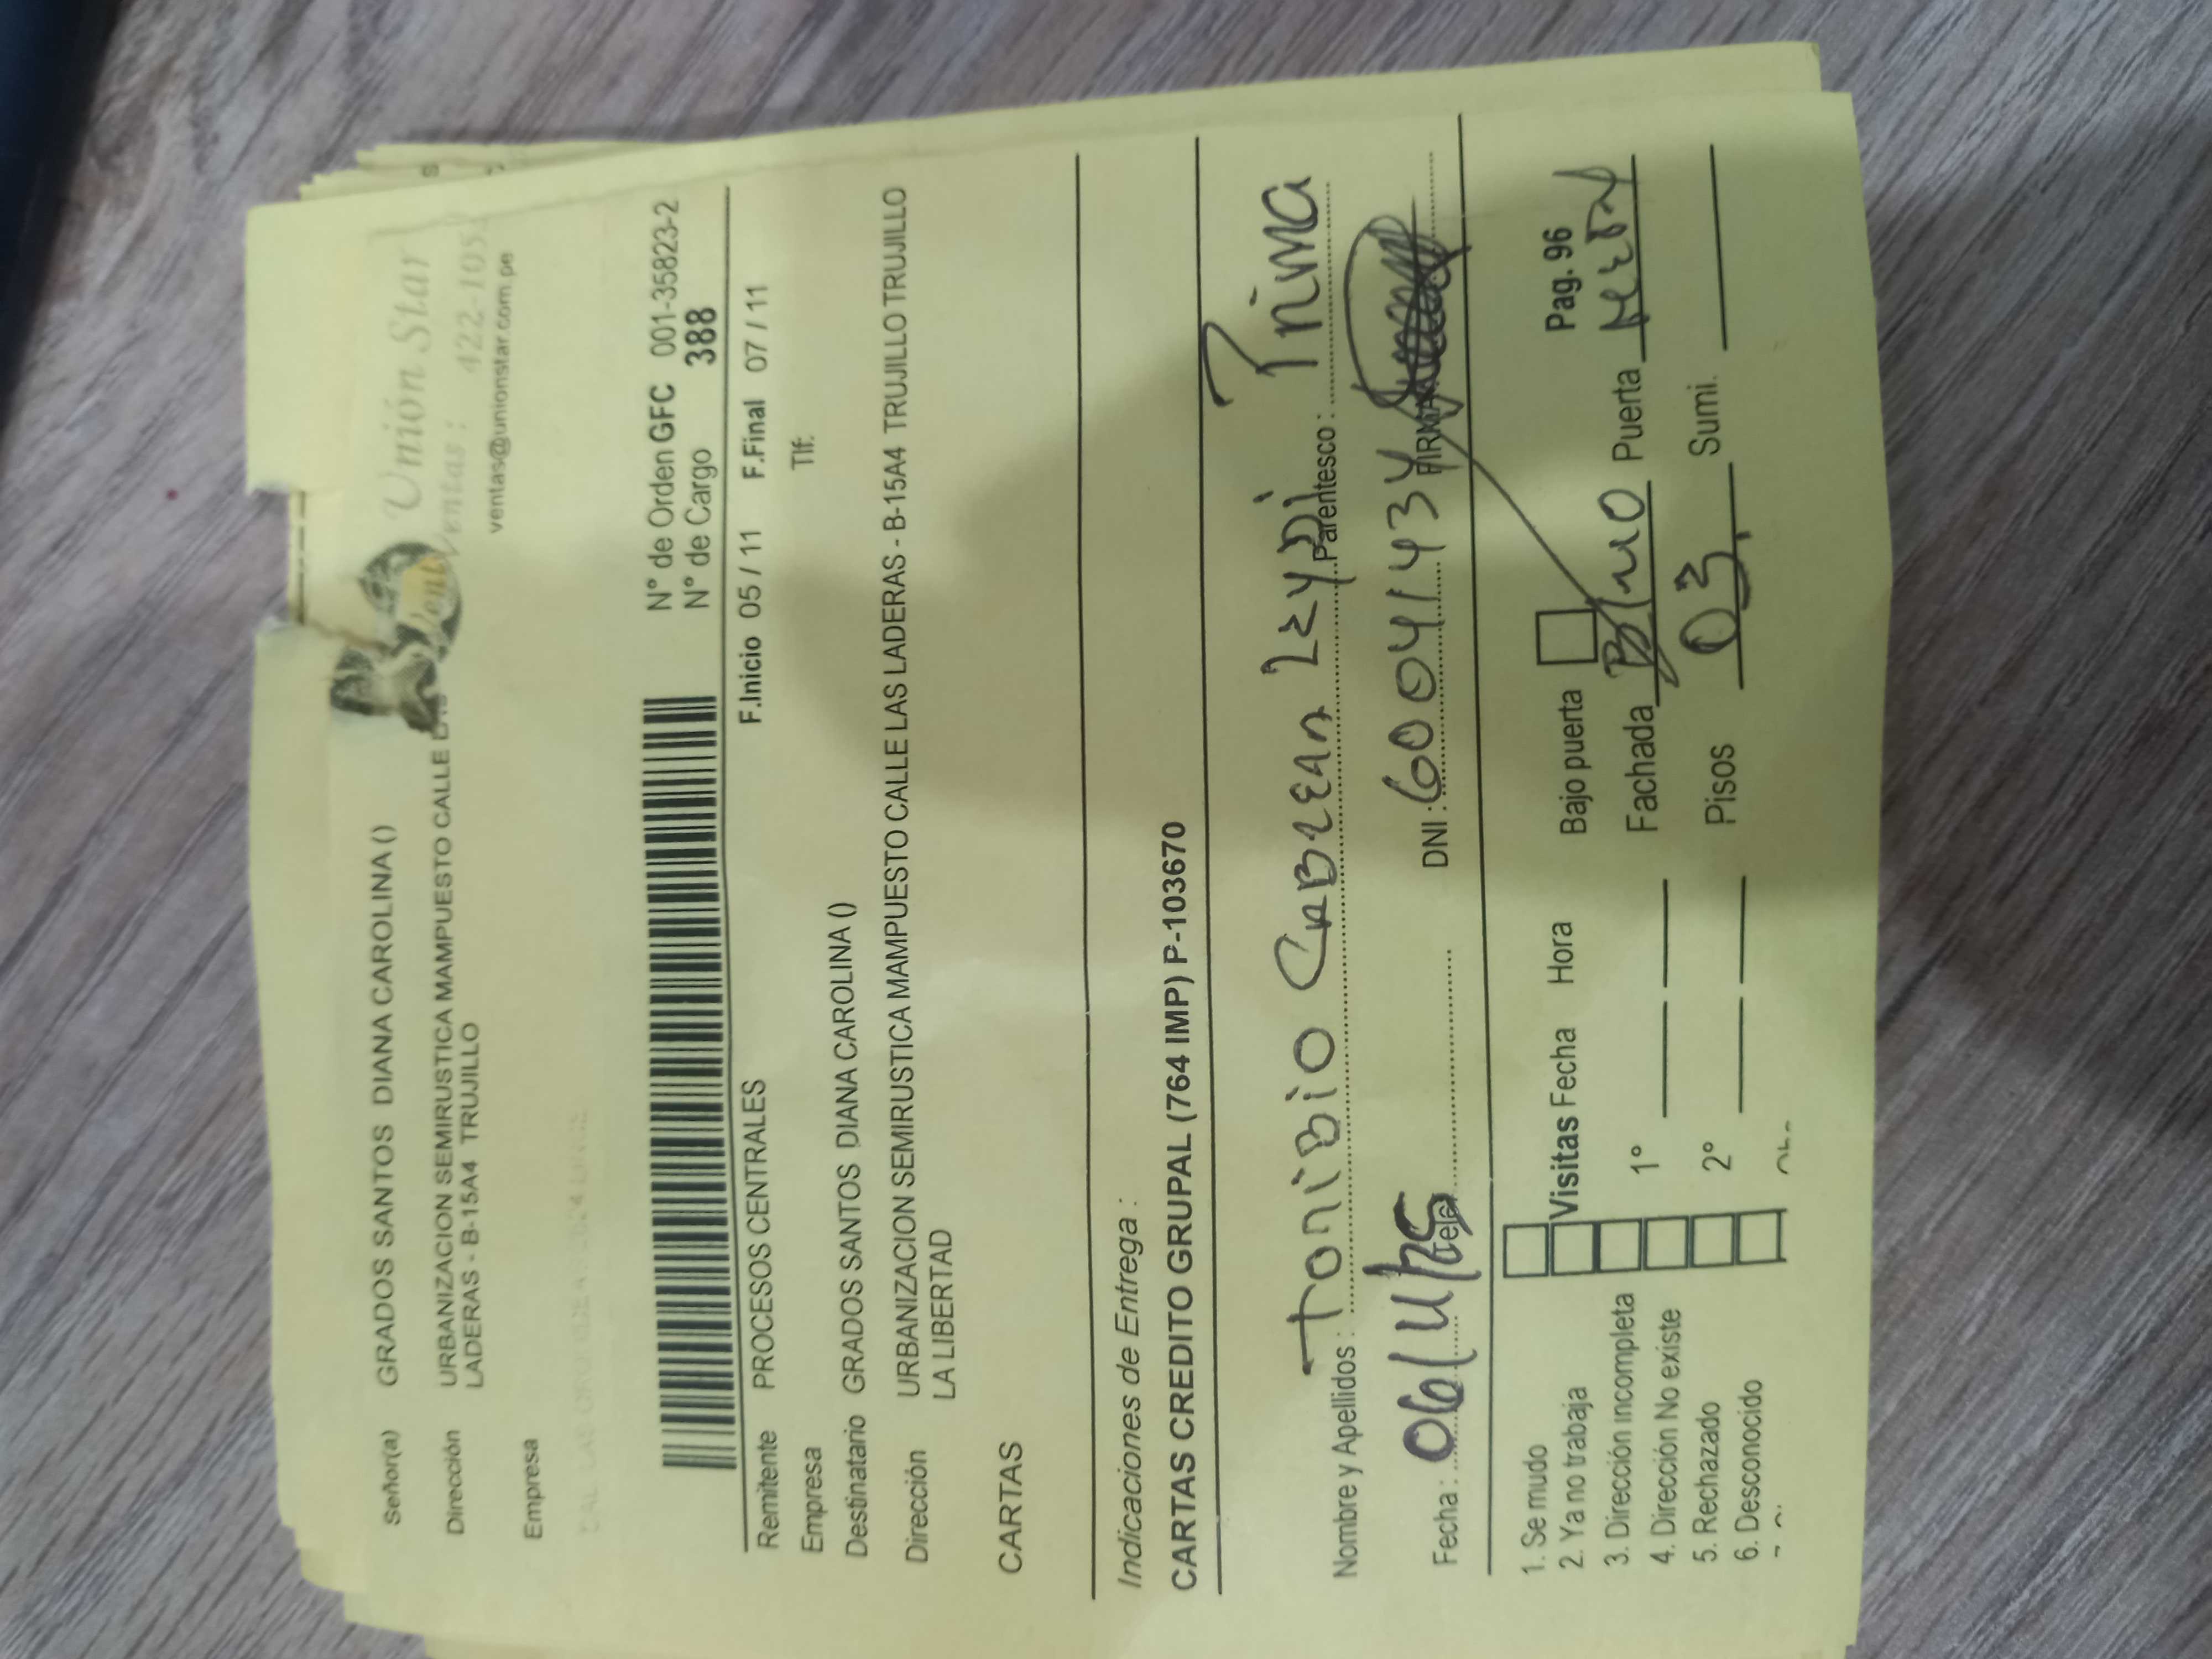 Señor(a) GRADOS SANTOS DIANA CAROLINA ()
Unión Star
Ventas : 422-105
ventas@unionstar.com.pe
Dirección URBANIZACION SEMIRUSTICA MAMPUESTO CALLE
LADERAS - B-15A4 TRUJILLO
Empresa
N° de Orden GFC 001-35823-2
N° de Cargo 388
F.Inicio 05 / 11 F.Final 07 / 11
Remitente PROCESOS CENTRALES
Empresa Tlf:
Destinatario GRADOS SANTOS DIANA CAROLINA ()
Dirección URBANIZACION SEMIRUSTICA MAMPUESTO CALLE LAS LADERAS - B-15A4 TRUJILLO TRUJILLO
LA LIBERTAD
CARTAS
Indicaciones de Entrega :
CARTAS CREDITO GRUPAL (764 IMP) P-103670
Nombre y Apellidos : Toribio Parentesco : Prima
Fecha : DNI : 60041434 FIRMA
1. Se mudo Bajo puerta Pag. 96
2. Ya no trabaja Visitas Fecha Hora Fachada Puerta
3. Dirección incompleta 1°
4. Dirección No existe
5. Rechazado 2° Pisos 03 Sumi.
6. Desconocido